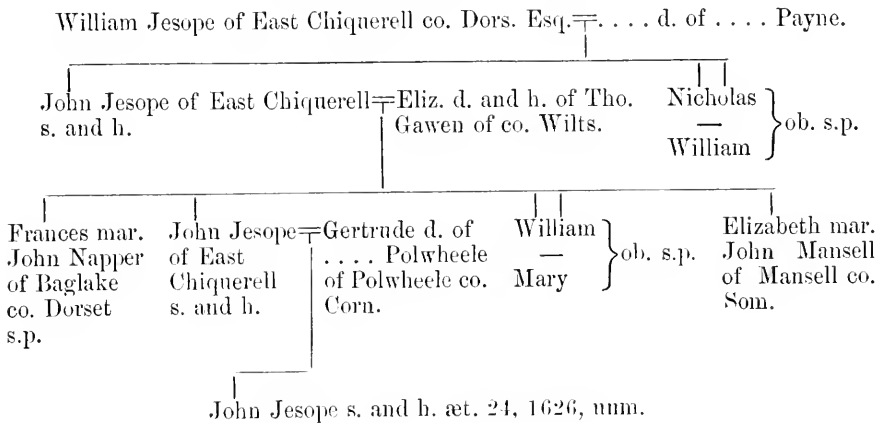 William Jesope of East Chiquerell co. Dors. Esq.=. . . . d. of . . . . Payne.
John Jesope of East Chiquerell=Eliz. d. and h. of Tho.
s. and h.
Gawen of co. Wilts.
Nicholas
—
William
ob. s.p.
Frances mar.
John Napper
of Baglake
co. Dorset
s.p.
John Jesope=Gertrude d. of
of East
Chiquerell
s. and h.
. . . . Polwheele
of Polwheele co.
Corn.
William
—
Mary
ob. s.p.
Elizabeth mar.
John Mansell
of Mansell co.
Som.
John Jesope s. and h. æt. 24, 1626, unm.